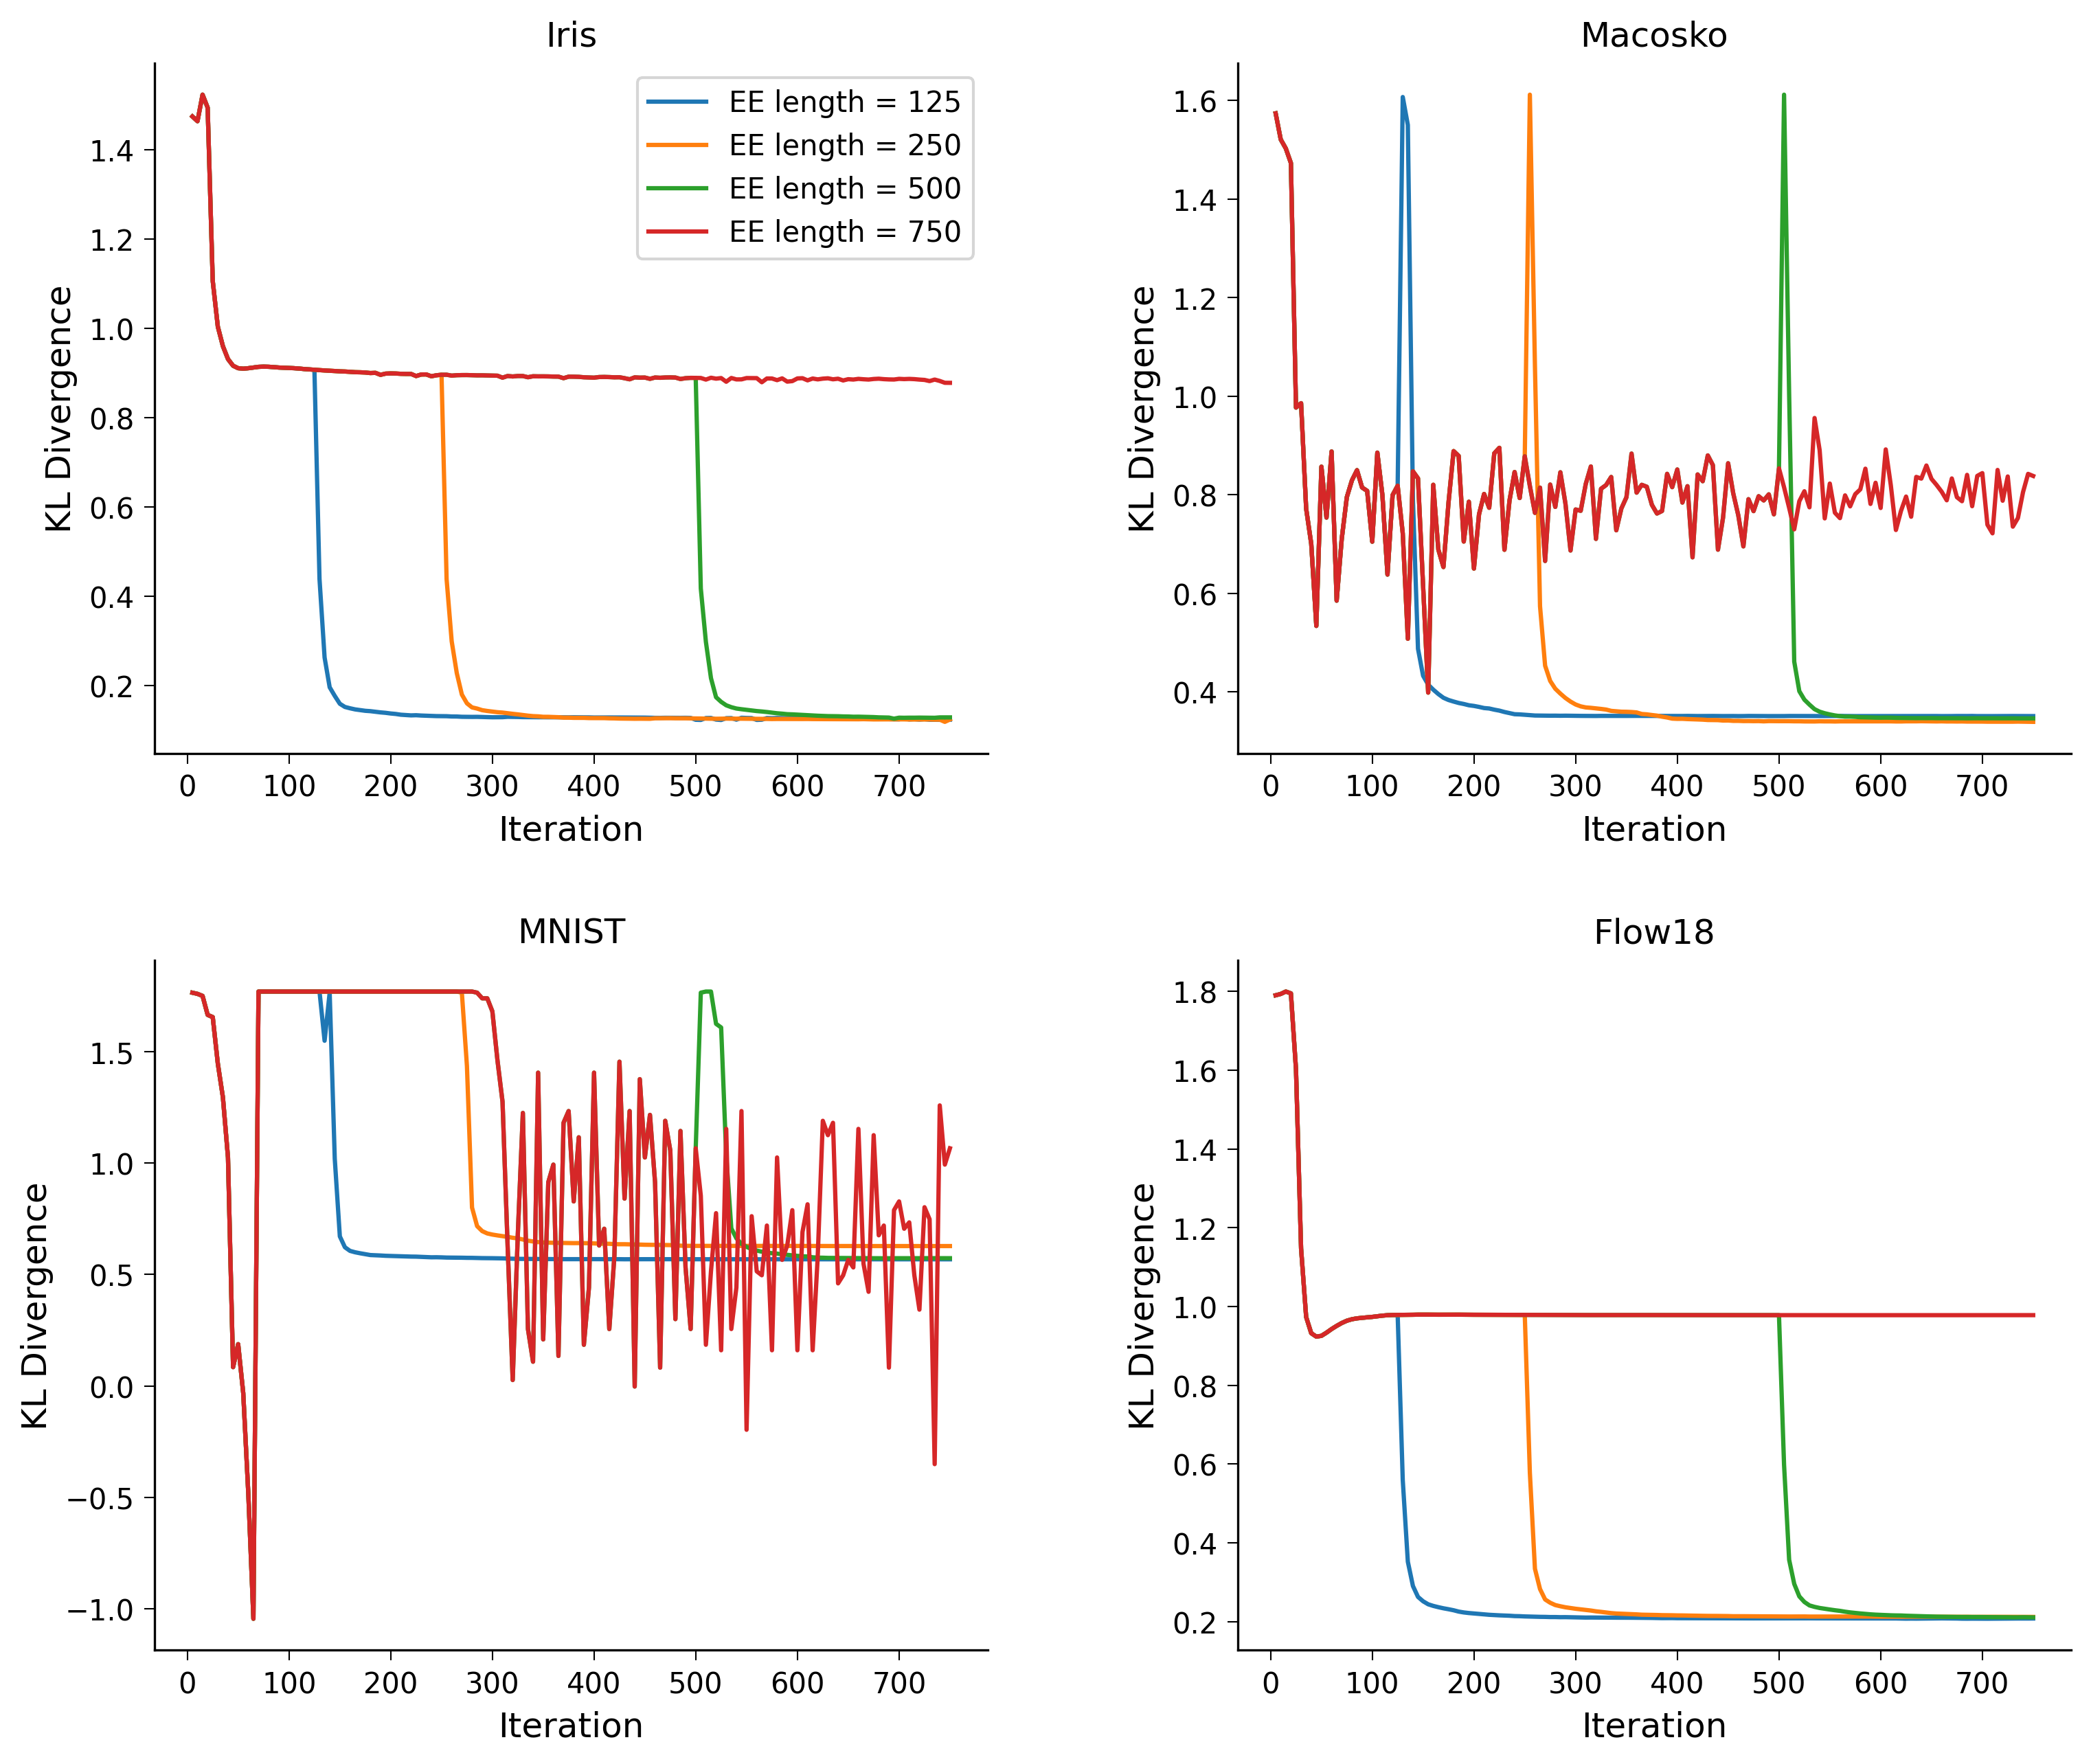 Iris
1.4
1.2
1.0
0.8
0.6
0.4
0.2
KL Divergence
EE length = 125
EE length = 250
EE length = 500
EE length = 750
0 100 200 300 400 500 600 700
Iteration
Macosko
1.6
1.4
1.2
1.0
0.8
0.6
0.4
KL Divergence
0 100 200 300 400 500 600 700
Iteration
MNIST
1.5
1.0
0.5
0.0
−0.5
−1.0
KL Divergence
0 100 200 300 400 500 600 700
Iteration
Flow18
1.8
1.6
1.4
1.2
1.0
0.8
0.6
0.4
0.2
KL Divergence
0 100 200 300 400 500 600 700
Iteration